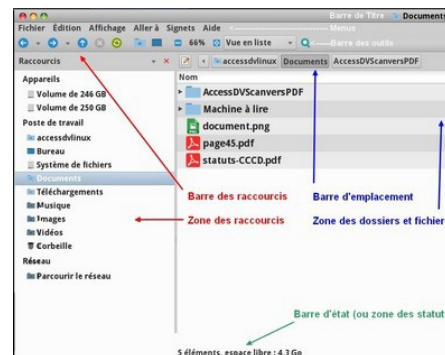 Barre de Titre Documents
Fichier Édition Affichage Aller à Signets Aide <---------------- Menus
66% Vue en liste <-----Barre des outils
Raccourcis accessdvlinux Documents AccessDVScanversPDF
Appareils
Volume de 246 GB
Volume de 250 GB
Poste de travail
accessdvlinux
Bureau
Système de fichiers
Documents
Téléchargements
Musique
Images
Vidéos
Corbeille
Réseau
Parcourir le réseau
Nom
AccessDVScanversPDF
Machine à lire
document.png
page45.pdf
statuts-CCCD.pdf
Barre des raccourcis
Barre d'emplacement
Zone des raccourcis
Zone des dossiers et fichier
Barre d'état (ou zone des statut
5 éléments, espace libre : 4,3 Go